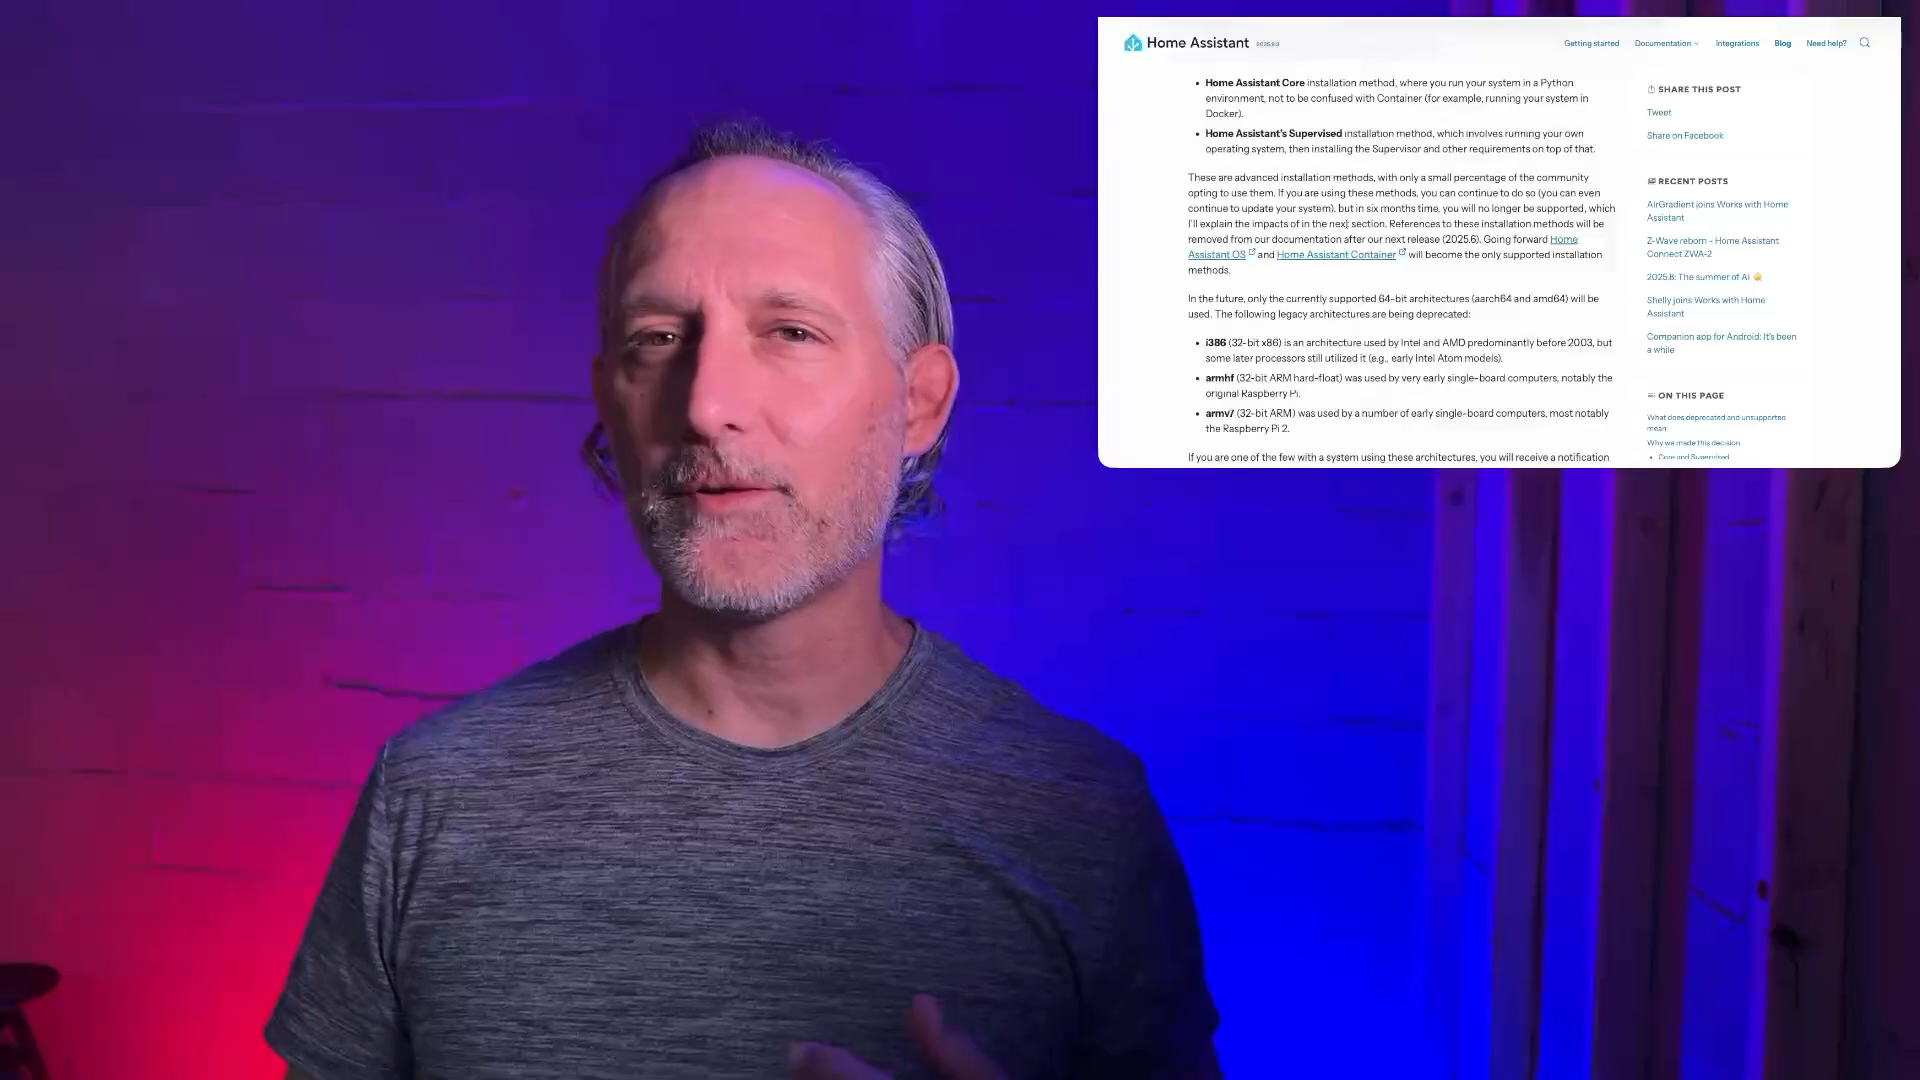 Home Assistant
Getting started
Documentation
Integrations
Blog
Need help?
• Home Assistant Core installation method, where you run your system in a Python
environment, not to be confused with Container (for example, running your system in
Docker).
• Home Assistant's Supervised installation method, which involves running your own
operating system, then installing the Supervisor and other requirements on top of that.
These are advanced installation methods, with only a small percentage of the community
opting to use them. If you are using these methods, you can continue to do so (you can even
continue to update your system), but in six months time, you will no longer be supported, which
I'll explain the impacts of in the next section. References to these installation methods will be
removed from our documentation after our next release (2025.6). Going forward Home
Assistant OS and Home Assistant Container will become the only supported installation
methods.
In the future, only the currently supported 64-bit architectures (aarch64 and amd64) will be
used. The following legacy architectures are being deprecated:
• i386 (32-bit x86) is an architecture used by Intel and AMD predominantly before 2003, but
some later processors still utilized it (e.g., early Intel Atom models).
• armhf (32-bit ARM hard-float) was used by very early single-board computers, notably the
original Raspberry Pi.
• armv7 (32-bit ARM) was used by a number of early single-board computers, most notably
the Raspberry Pi 2.
If you are one of the few with a system using these architectures, you will receive a notification
SHARE THIS POST
Tweet
Share on Facebook
RECENT POSTS
AirGradient joins Works with Home
Assistant
Z-Wave reborn - Home Assistant
Connect ZWA-2
2025.8: The summer of AI
Shelly joins Works with Home
Assistant
Companion app for Android: It's been
a while
ON THIS PAGE
What does deprecated and unsupported
mean
Why we made this decision
• Core and Supervised